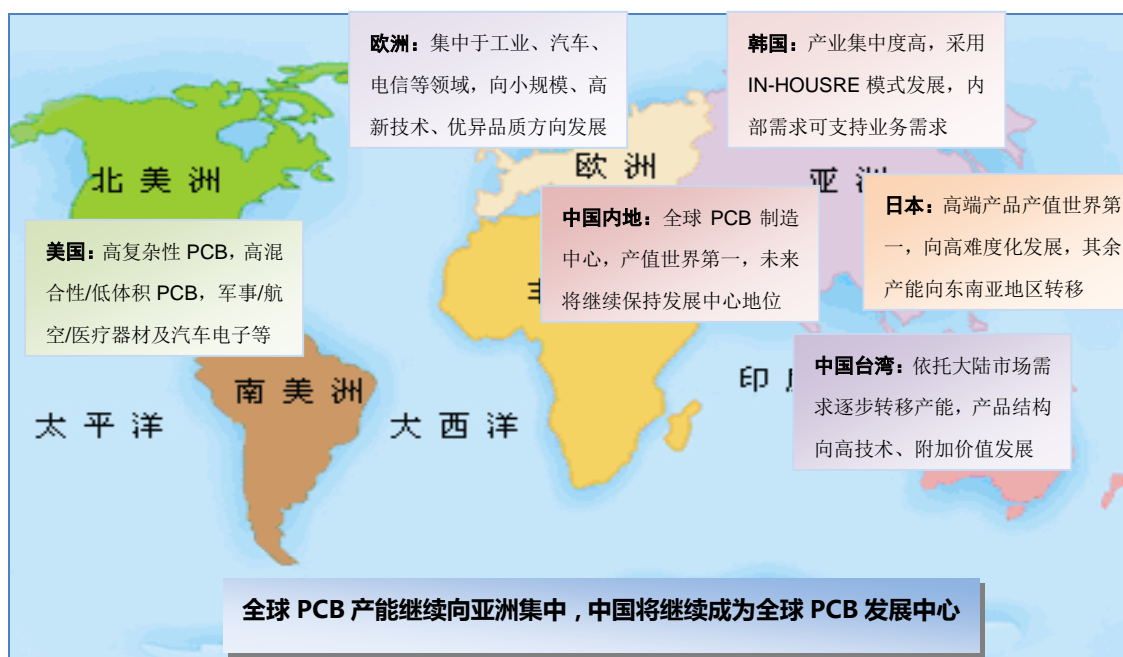 欧洲：集中于工业、汽车、
电信等领域，向小规模、高
新技术、优异品质方向发展
韩国：产业集中度高，采用
IN-HOUSRE 模式发展，内
部需求可支持业务需求
北美洲
欧洲
亚洲
中国内地：全球 PCB 制造
中心，产值世界第一，未来
将继续保持发展中心地位
日本：高端产品产值世界第
一，向高难度化发展，其余
产能向东南亚地区转移
美国：高复杂性 PCB，高混
合性/低体积 PCB，军事/航
空/医疗器材及汽车电子等
中国台湾：依托大陆市场需
求逐步转移产能，产品结构
向高技术、附加价值发展
南美洲
印
太平洋
大西洋
全球 PCB 产能继续向亚洲集中，中国将继续成为全球 PCB 发展中心